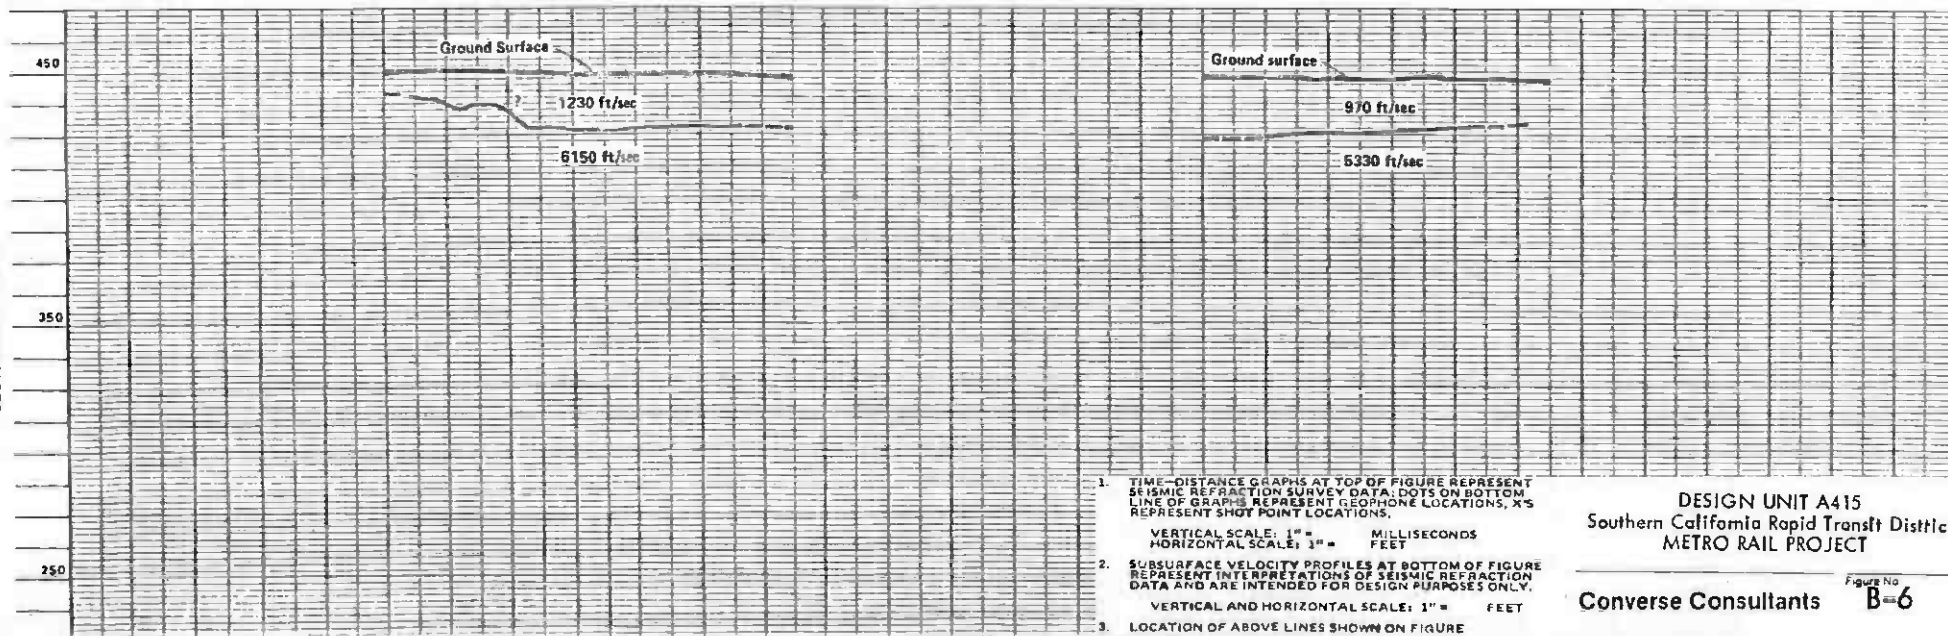 450
Ground Surface
?
1230 ft/sec
6150 ft/sec
Ground surface
970 ft/sec
5330 ft/sec
350
250
1. TIME-DISTANCE GRAPHS AT TOP OF FIGURE REPRESENT
SEISMIC REFRACTION SURVEY DATA; DOTS ON BOTTOM
LINE OF GRAPHS REPRESENT GEOPHONE LOCATIONS, X'S
REPRESENT SHOT POINT LOCATIONS.
VERTICAL SCALE: 1" = MILLISECONDS
HORIZONTAL SCALE: 1" = FEET
2. SUBSURFACE VELOCITY PROFILES AT BOTTOM OF FIGURE
REPRESENT INTERPRETATIONS OF SEISMIC REFRACTION
DATA AND ARE INTENDED FOR DESIGN PURPOSES ONLY.
VERTICAL AND HORIZONTAL SCALE: 1" = FEET
3. LOCATION OF ABOVE LINES SHOWN ON FIGURE
DESIGN UNIT A415
Southern California Rapid Transit Distric
METRO RAIL PROJECT
Converse Consultants
Figure No
B-6